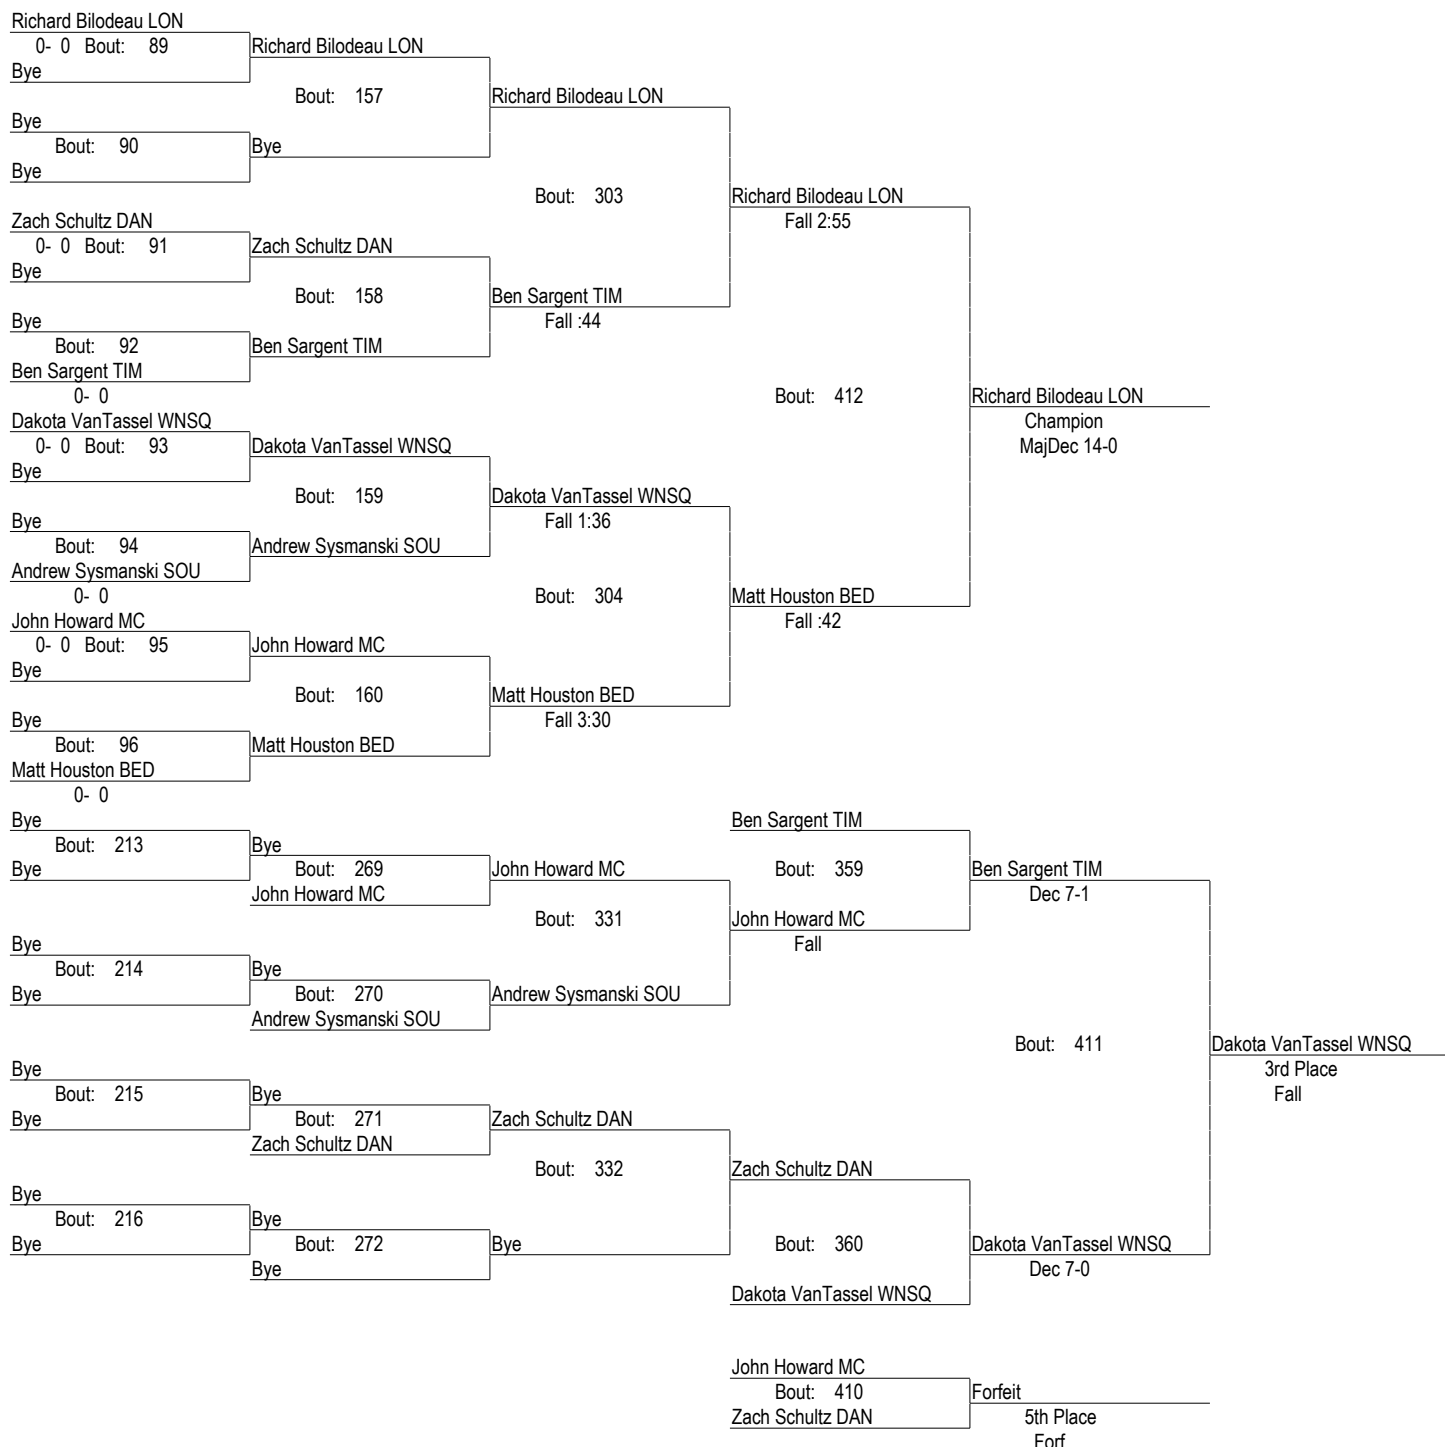 Richard Bilodeau LON
0- 0 Bout: 89 Richard Bilodeau LON
Bye
Bout: 157 Richard Bilodeau LON
Bye
Bout: 90 Bye
Bye
Bout: 303 Richard Bilodeau LON
Zach Schultz DAN Fall 2:55
0- 0 Bout: 91 Zach Schultz DAN
Bye
Bout: 158 Ben Sargent TIM
Bye Fall :44
Bout: 92 Ben Sargent TIM
Ben Sargent TIM
0- 0 Bout: 412 Richard Bilodeau LON
Dakota VanTassel WNSQ Champion
0- 0 Bout: 93 Dakota VanTassel WNSQ MajDec 14-0
Bye
Bout: 159 Dakota VanTassel WNSQ
Bye Fall 1:36
Bout: 94 Andrew Sysmanski SOU
Andrew Sysmanski SOU
0- 0 Bout: 304 Matt Houston BED
John Howard MC Fall :42
0- 0 Bout: 95 John Howard MC
Bye
Bout: 160 Matt Houston BED
Bye Fall 3:30
Bout: 96 Matt Houston BED
Matt Houston BED
0- 0
Bye Ben Sargent TIM
Bout: 213 Bye
Bye Bout: 269 John Howard MC Bout: 359 Ben Sargent TIM
John Howard MC Dec 7-1
Bout: 331 John Howard MC
Bye Fall
Bout: 214 Bye
Bye Bout: 270 Andrew Sysmanski SOU
Andrew Sysmanski SOU
Bout: 411 Dakota VanTassel WNSQ
Bye 3rd Place
Bout: 215 Bye Fall
Bye Bout: 271 Zach Schultz DAN
Zach Schultz DAN
Bout: 332 Zach Schultz DAN
Bye
Bout: 216 Bye
Bye Bout: 272 Bye Bout: 360 Dakota VanTassel WNSQ
Bye Dec 7-0
Dakota VanTassel WNSQ
John Howard MC
Bout: 410 Forfeit
Zach Schultz DAN 5th Place
Forf